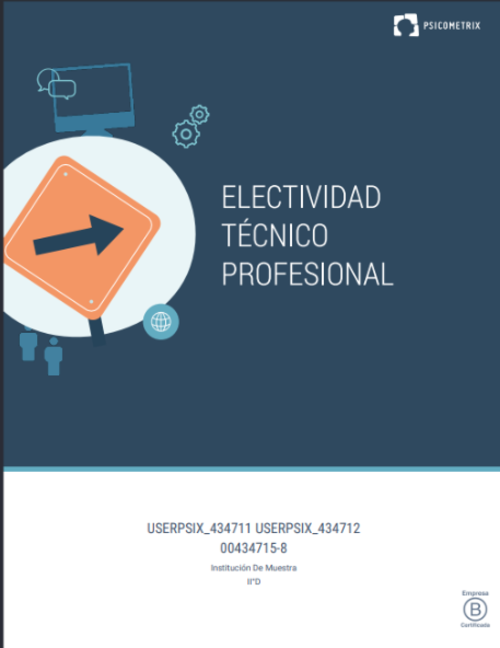 PSICOMETRIX
ELECTIVIDAD
TÉCNICO
PROFESIONAL
USERPSIX_434711 USERPSIX_434712
00434715-8
Institución De Muestra
II°D
Empresa
B
Certificada